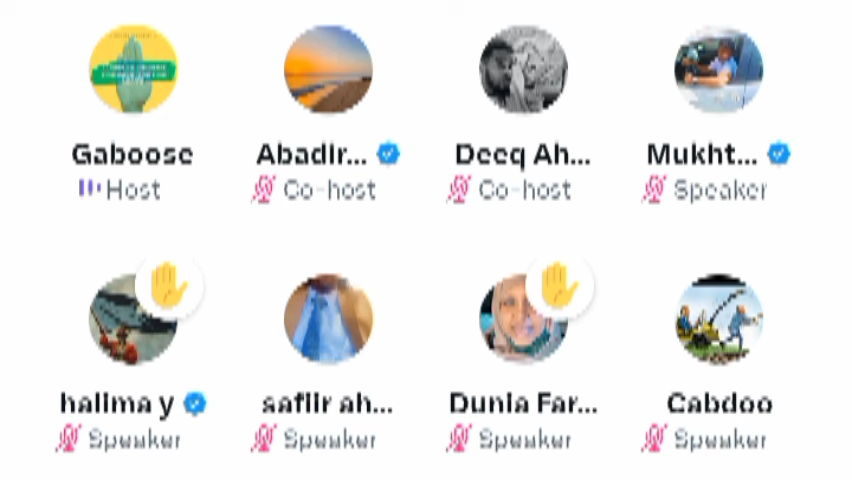 Gaboose
Host
Abadir...
Co-host
Deeq Ah...
Co-host
Mukht...
Speaker
halima y
Speaker
safiir ah...
Speaker
Dunia Far...
Speaker
Cabdoo
Speaker